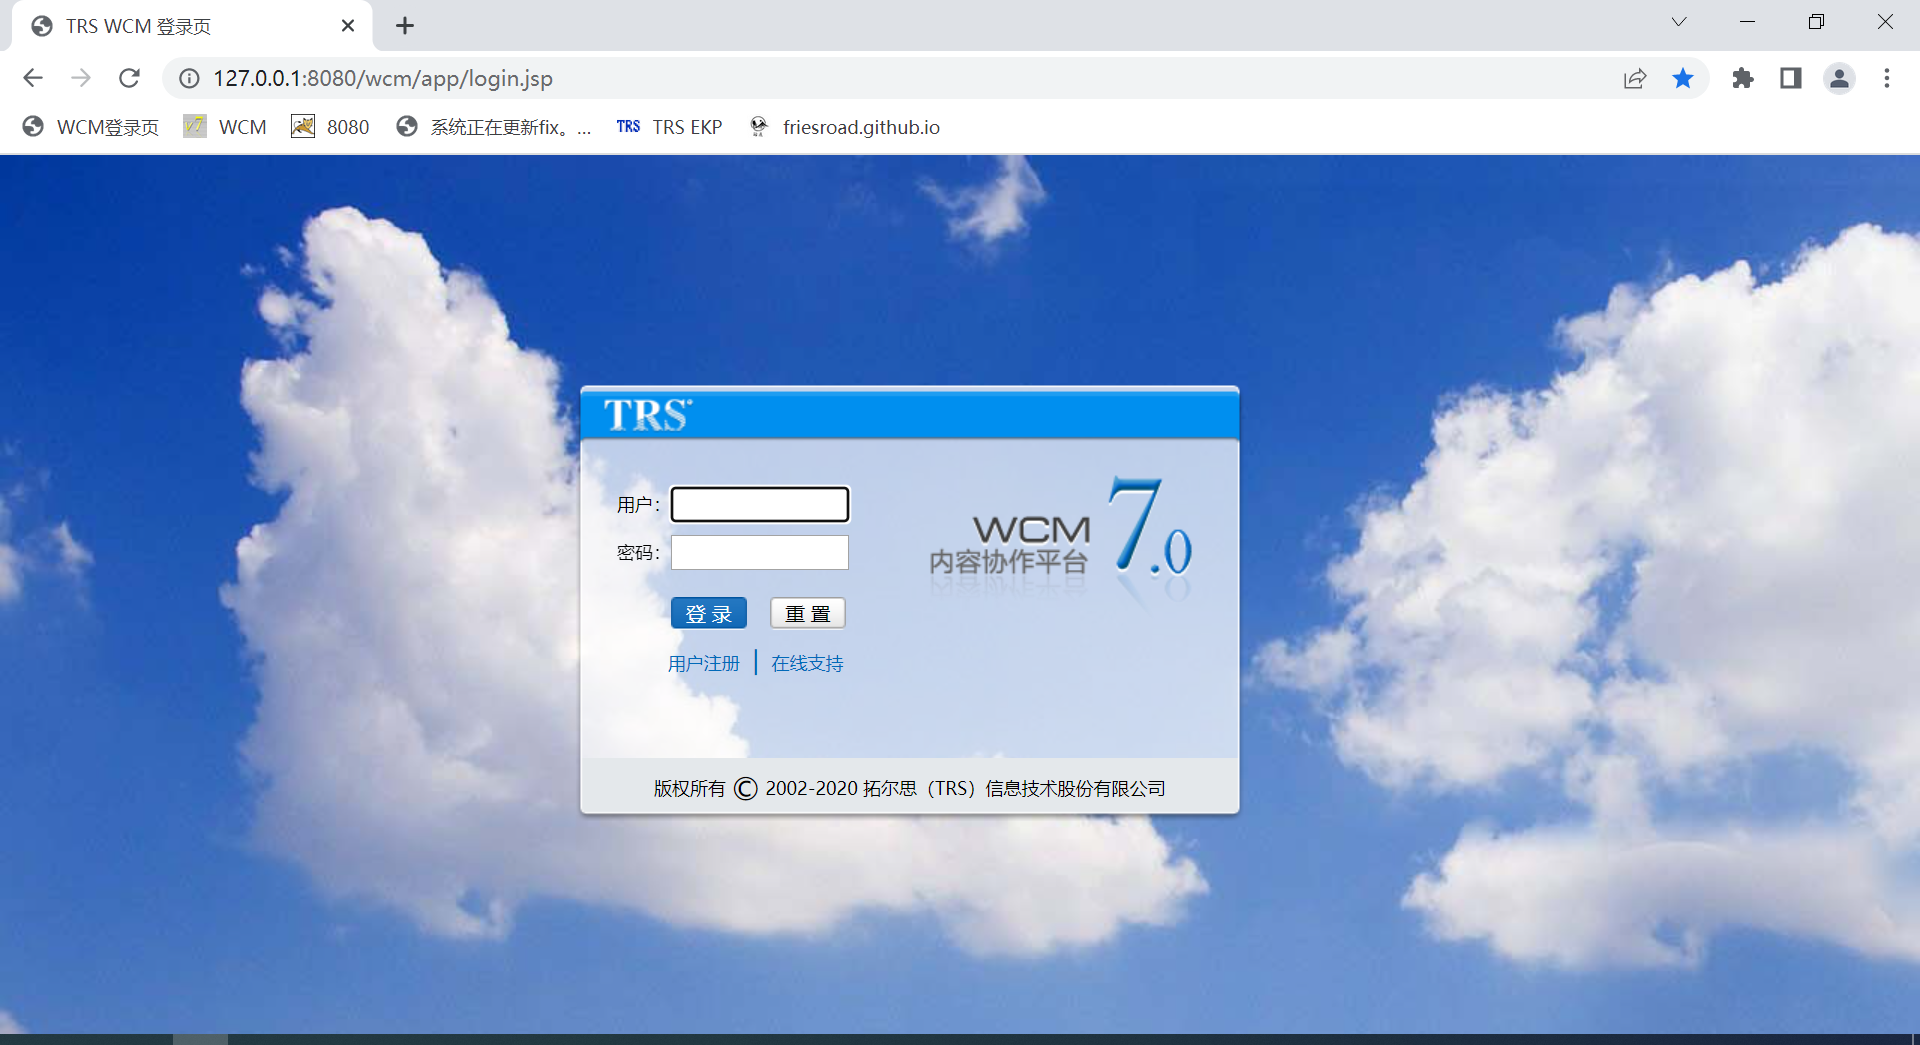 TRS WCM 登录页
127.0.0.1:8080/wcm/app/login.jsp
WCM登录页 v7 WCM 8080 系统正在更新fix。... TRS TRS EKP friesroad.github.io
TRS
用户：
密码：
WCM 7.0
内容协作平台
登 录 重 置
用户注册 | 在线支持
版权所有 © 2002-2020 拓尔思（TRS）信息技术股份有限公司